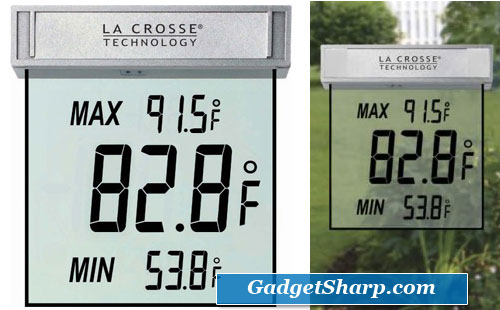 LA CROSSE®
TECHNOLOGY
MAX 91.5°F
82.8°F
MIN 53.8°F
LA CROSSE®
TECHNOLOGY
MAX 91.5°F
82.8°F
MIN 53.8°F
GadgetSharp.com